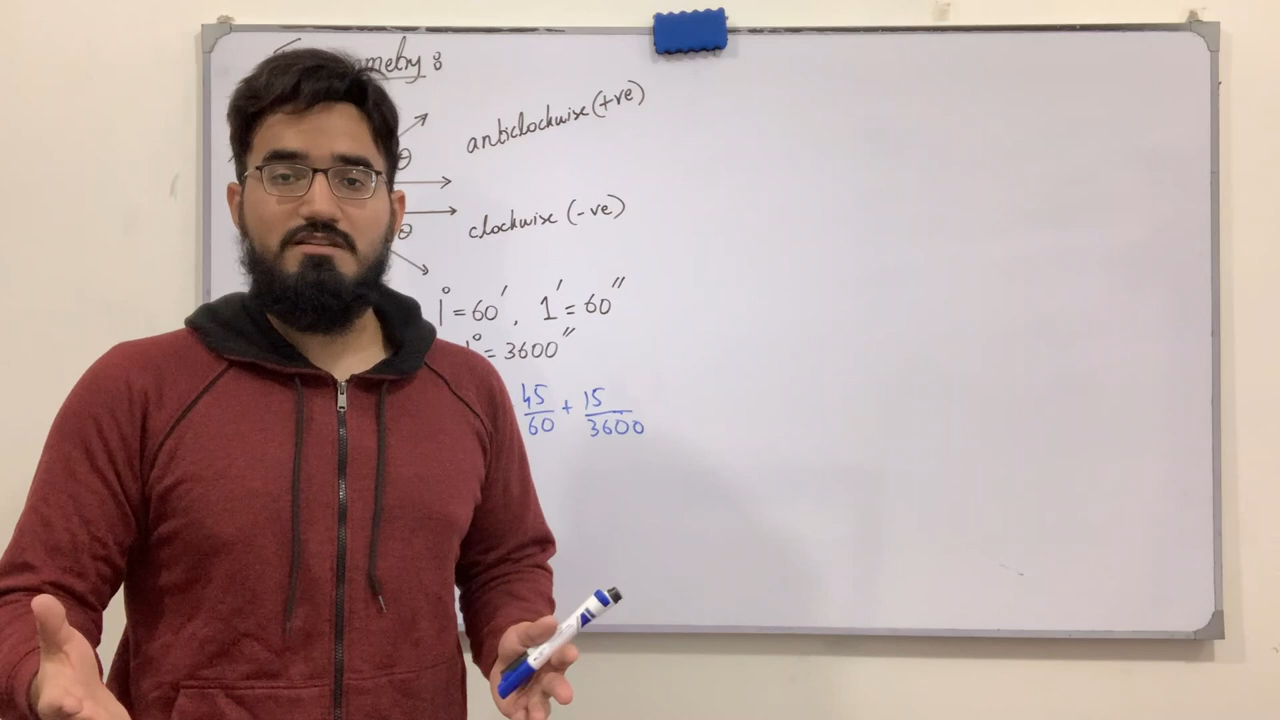 ometry:
θ anticlockwise (+ve)
θ clockwise (-ve)
1° = 60′, 1′ = 60″
1° = 3600″
45/60 + 15/3600